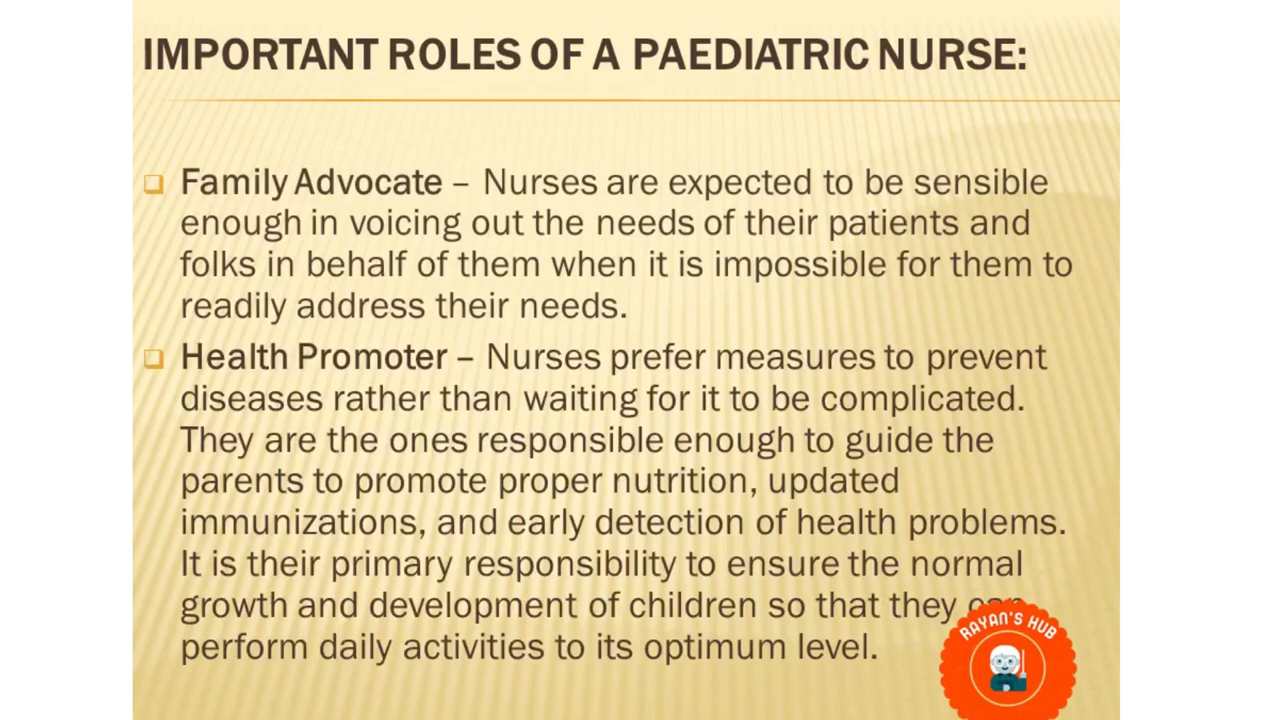 IMPORTANT ROLES OF A PAEDIATRIC NURSE:
❑ Family Advocate – Nurses are expected to be sensible
enough in voicing out the needs of their patients and
folks in behalf of them when it is impossible for them to
readily address their needs.
❑ Health Promoter – Nurses prefer measures to prevent
diseases rather than waiting for it to be complicated.
They are the ones responsible enough to guide the
parents to promote proper nutrition, updated
immunizations, and early detection of health problems.
It is their primary responsibility to ensure the normal
growth and development of children so that they can
perform daily activities to its optimum level.
RAYAN'S HUB